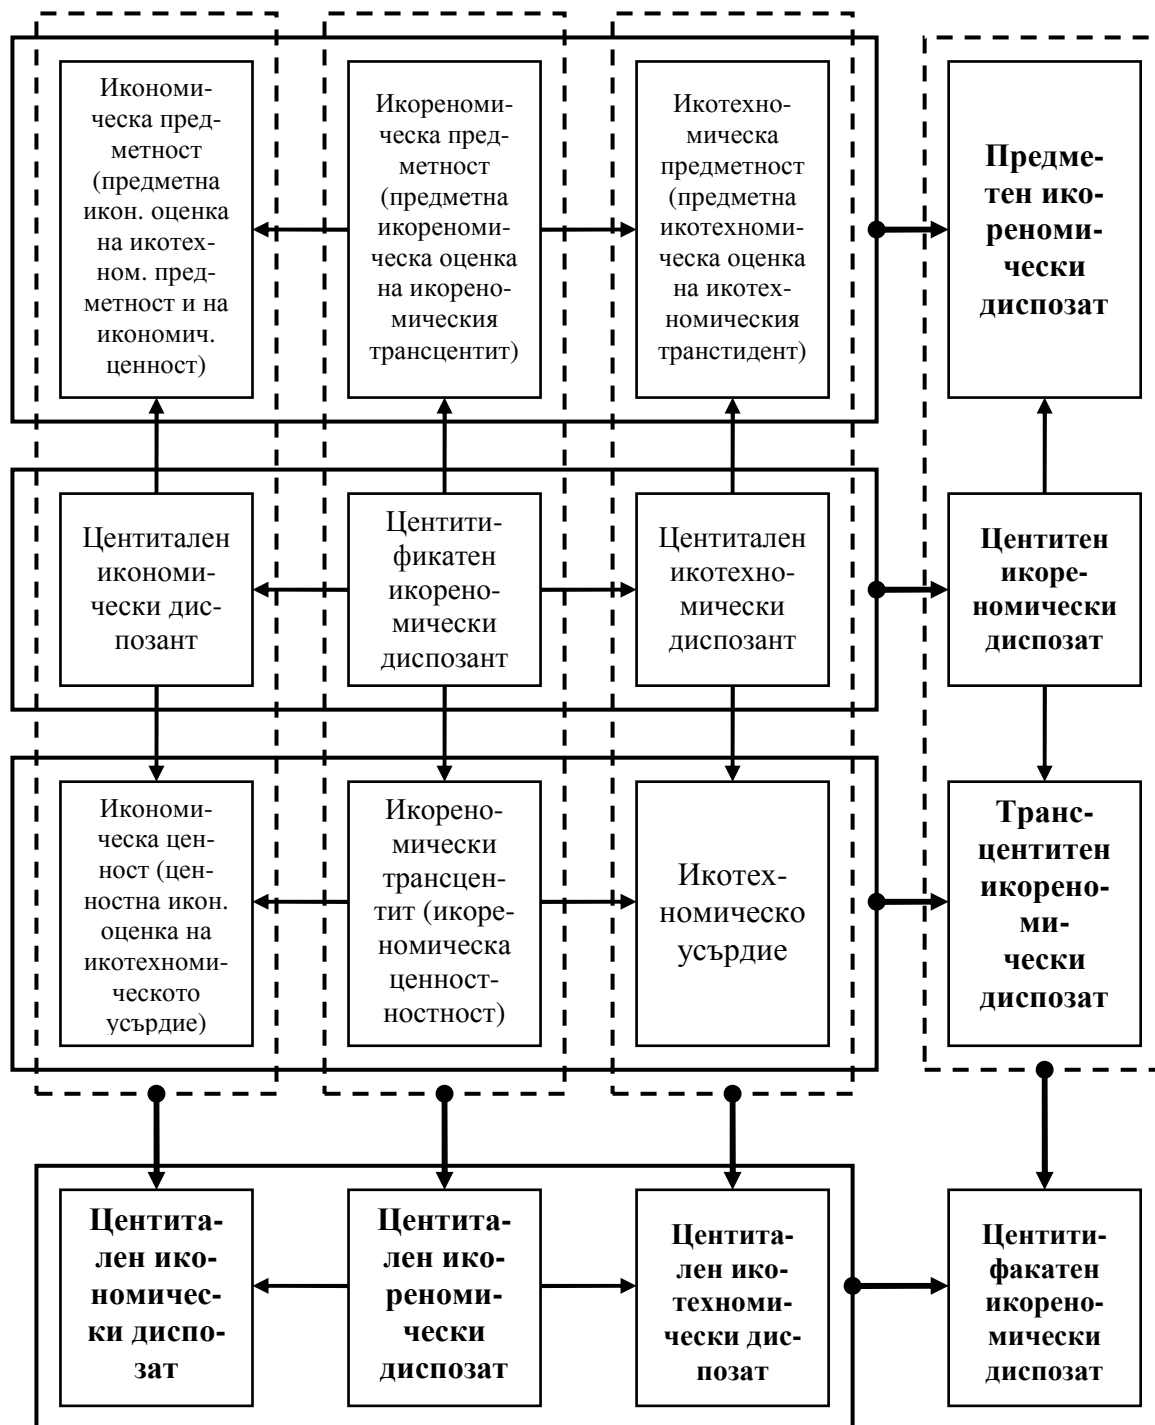 Икономи-
ческа пред-
метност
(предметна
икон. оценка
на икотех-
ном. пред-
метност и на
икономич.
ценност)
Икореноми-
ческа пред-
метност
(предметна
икореноми-
ческа оценка
на икорено-
мическия
трансцентит)
Икотехно-
мическа
предметност
(предметна
икотехноми-
ческа оценка
на икотех-
номическия
транстидент)
Предме-
тен ико-
реноми-
чески
диспозат
Центитален
икономи-
чески дис-
позант
Центити-
фикатен
икорено-
мически
диспозант
Центитален
икотехно-
мически
диспозант
Центитен
икоре-
номически
диспозат
Икономи-
ческа цен-
ност (цен-
ностна икон.
оценка на
икотехноми-
ческото
усърдие)
Икорено-
мически
трансцен-
тит (икоре-
номическа
ценност-
ностност)
Икотех-
номическо
усърдие
Транс-
центитен
икорено-
ми-
чески
диспозат
Центита-
лен ико-
номичес-
ки диспо-
зат
Центита-
лен ико-
реноми-
чески
диспозат
Центита-
лен ико-
техноми-
чески дис-
позат
Центити-
факатен
икорено-
мически
диспозат